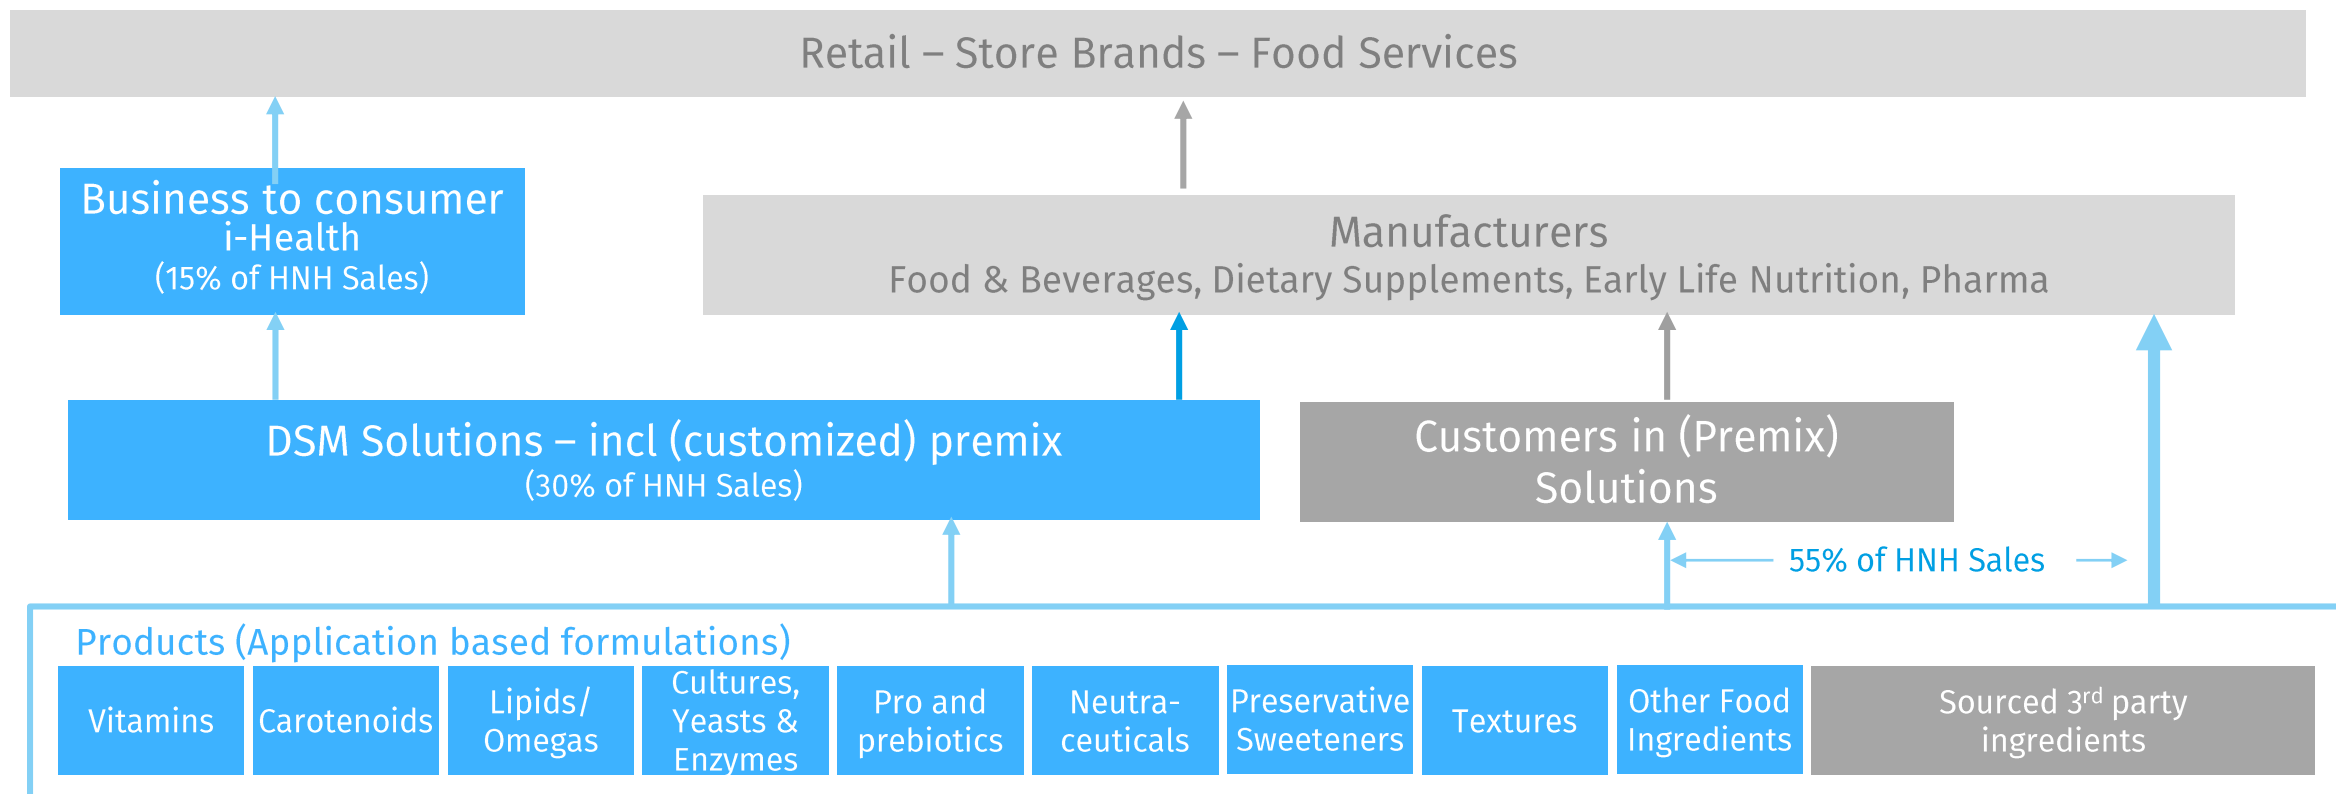 Retail – Store Brands – Food Services
Business to consumer
i-Health
(15% of HNH Sales)
Manufacturers
Food & Beverages, Dietary Supplements, Early Life Nutrition, Pharma
DSM Solutions – incl (customized) premix
(30% of HNH Sales)
Customers in (Premix)
Solutions
55% of HNH Sales
Products (Application based formulations)
Vitamins
Carotenoids
Lipids/
Omegas
Cultures,
Yeasts &
Enzymes
Pro and
prebiotics
Neutra-
ceuticals
Preservative
Sweeteners
Textures
Other Food
Ingredients
Sourced 3rd party
ingredients